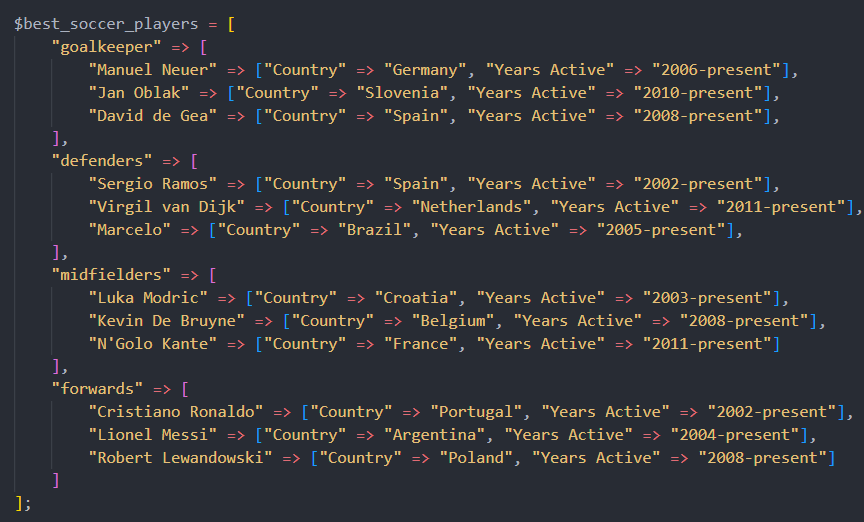 $best_soccer_players = [
    "goalkeeper" => [
        "Manuel Neuer" => ["Country" => "Germany", "Years Active" => "2006-present"],
        "Jan Oblak" => ["Country" => "Slovenia", "Years Active" => "2010-present"],
        "David de Gea" => ["Country" => "Spain", "Years Active" => "2008-present"],
    ],
    "defenders" => [
        "Sergio Ramos" => ["Country" => "Spain", "Years Active" => "2002-present"],
        "Virgil van Dijk" => ["Country" => "Netherlands", "Years Active" => "2011-present"],
        "Marcelo" => ["Country" => "Brazil", "Years Active" => "2005-present"],
    ],
    "midfielders" => [
        "Luka Modric" => ["Country" => "Croatia", "Years Active" => "2003-present"],
        "Kevin De Bruyne" => ["Country" => "Belgium", "Years Active" => "2008-present"],
        "N'Golo Kante" => ["Country" => "France", "Years Active" => "2011-present"]
    ],
    "forwards" => [
        "Cristiano Ronaldo" => ["Country" => "Portugal", "Years Active" => "2002-present"],
        "Lionel Messi" => ["Country" => "Argentina", "Years Active" => "2004-present"],
        "Robert Lewandowski" => ["Country" => "Poland", "Years Active" => "2008-present"]
    ]
];